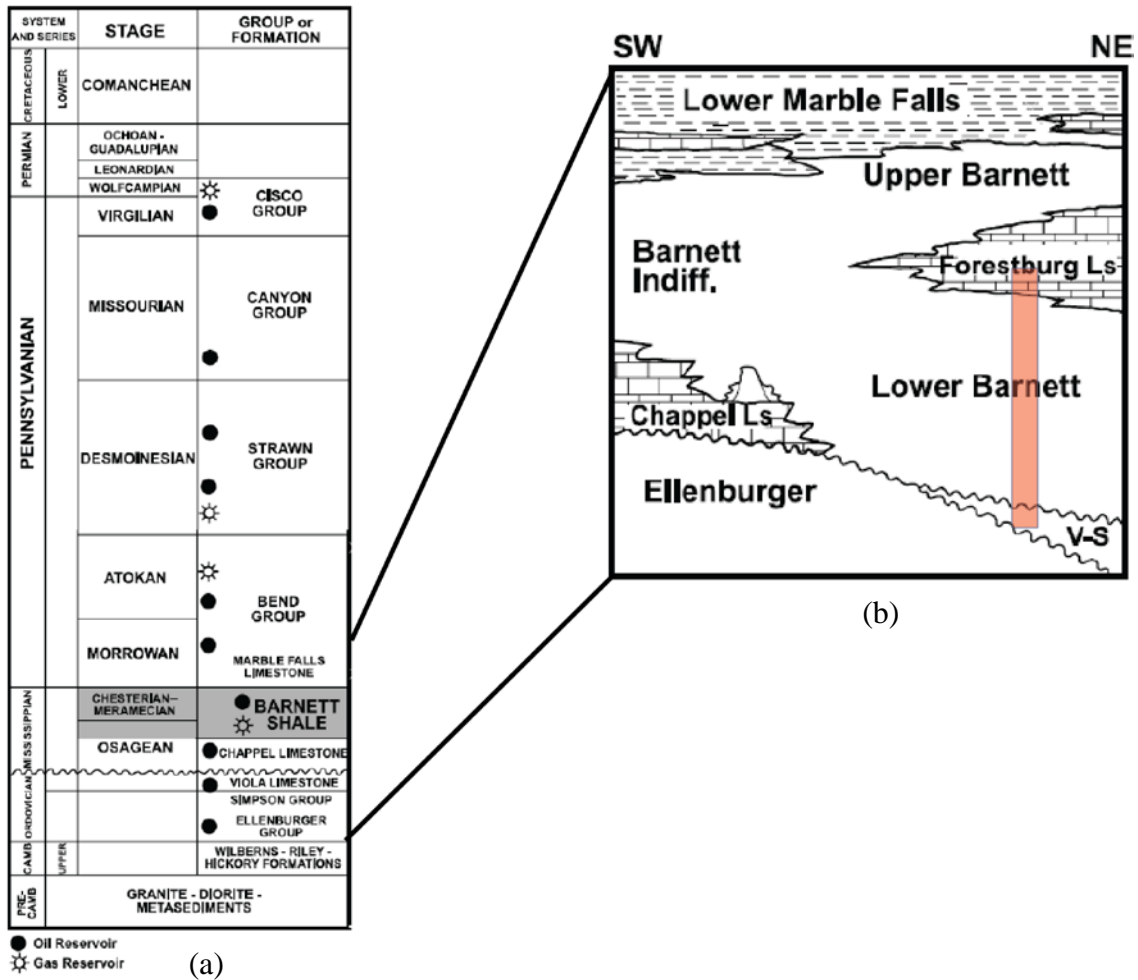 SYSTEM
AND SERIES
STAGE
GROUP or
FORMATION
CRETACEOUS
LOWER
COMANCHEAN
PERMIAN
OCHOAN -
GUADALUPIAN
LEONARDIAN
WOLFCAMPIAN
CISCO
GROUP
PENNSYLVANIAN
VIRGILIAN
MISSOURIAN
CANYON
GROUP
DESMOINESIAN
STRAWN
GROUP
ATOKAN
BEND
GROUP
MORROWAN
MARBLE FALLS
LIMESTONE
MISSISSIPPIAN
CHESTERIAN–
MERAMECIAN
BARNETT
SHALE
OSAGEAN
CHAPPEL LIMESTONE
ORDOVICIAN
VIOLA LIMESTONE
SIMPSON GROUP
ELLENBURGER
GROUP
CAMB
UPPER
WILBERNS - RILEY -
HICKORY FORMATIONS
PRE-
CAMB
GRANITE - DIORITE -
METASEDIMENTS
Oil Reservoir
Gas Reservoir
(a)
SW
NE
Lower Marble Falls
Upper Barnett
Barnett
Indiff.
Forestburg Ls
Lower Barnett
Chappel Ls
Ellenburger
V-S
(b)